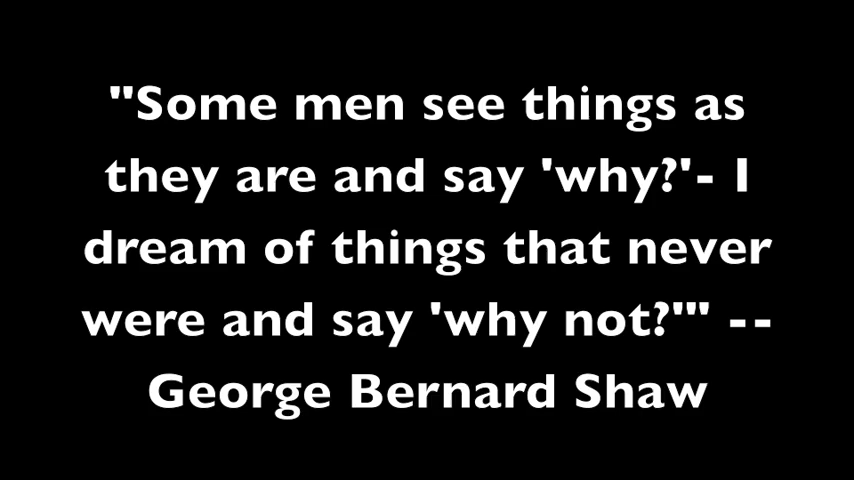 "Some men see things as
they are and say 'why?'- I
dream of things that never
were and say 'why not?'" --
George Bernard Shaw